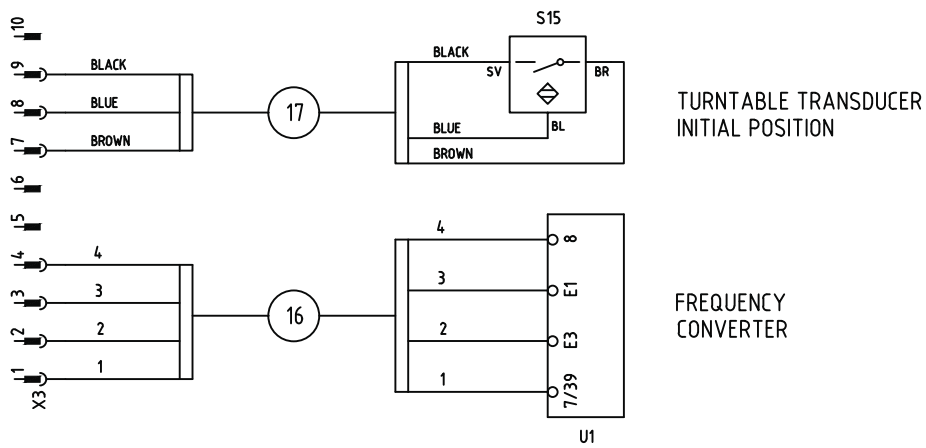 10
S15
9
BLACK
BLACK
SV
BR
8
BLUE
17
TURNTABLE TRANSDUCER
INITIAL POSITION
7
BROWN
BLUE
BL
BROWN
6
5
4
4
4
8
3
3
3
E1
16
FREQUENCY
CONVERTER
2
2
2
E3
1
1
1
7/39
X3
U1